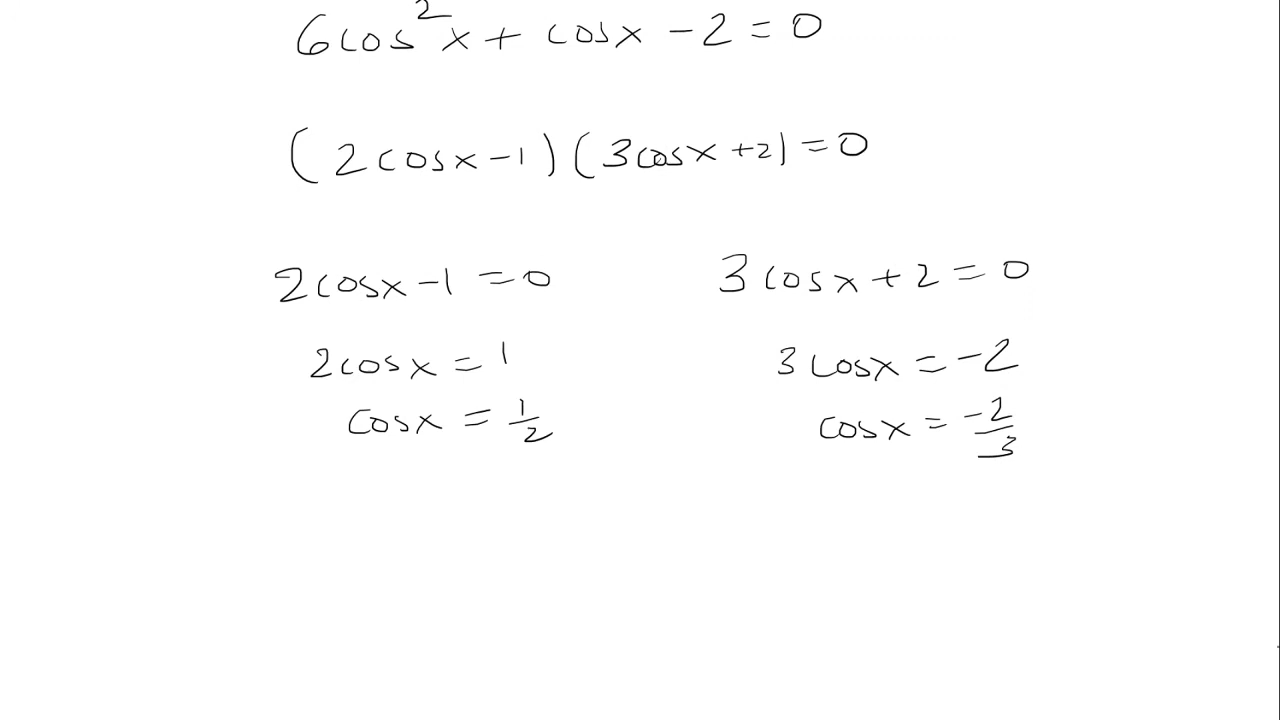 6cos²x + cosx - 2 = 0
(2cosx - 1)(3cosx + 2) = 0
2cosx - 1 = 0
3cosx + 2 = 0
2cosx = 1
3cosx = -2
cosx = 1/2
cosx = -2/3